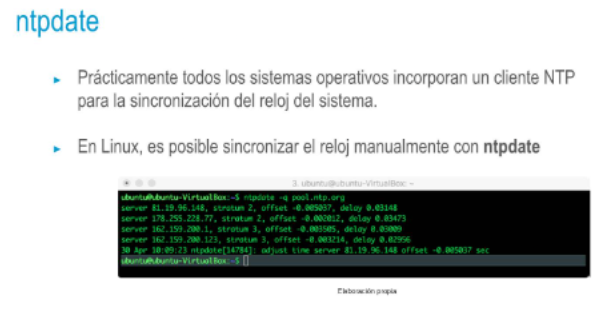 ntpdate
Prácticamente todos los sistemas operativos incorporan un cliente NTP
para la sincronización del reloj del sistema.
En Linux, es posible sincronizar el reloj manualmente con ntpdate
3. ubuntu@ubuntu-VirtualBox: ~
ubuntu@ubuntu-VirtualBox:~$ ntpdate -q pool.ntp.org
server 81.19.96.148, stratum 2, offset -0.005037, delay 0.03148
server 178.255.228.77, stratum 2, offset -0.002012, delay 0.03473
server 162.159.200.1, stratum 3, offset -0.003505, delay 0.03009
server 162.159.200.123, stratum 3, offset -0.003214, delay 0.02956
30 Apr 10:09:23 ntpdate[14784]: adjust time server 81.19.96.148 offset -0.005037 sec
ubuntu@ubuntu-VirtualBox:~$
Elaboración propia